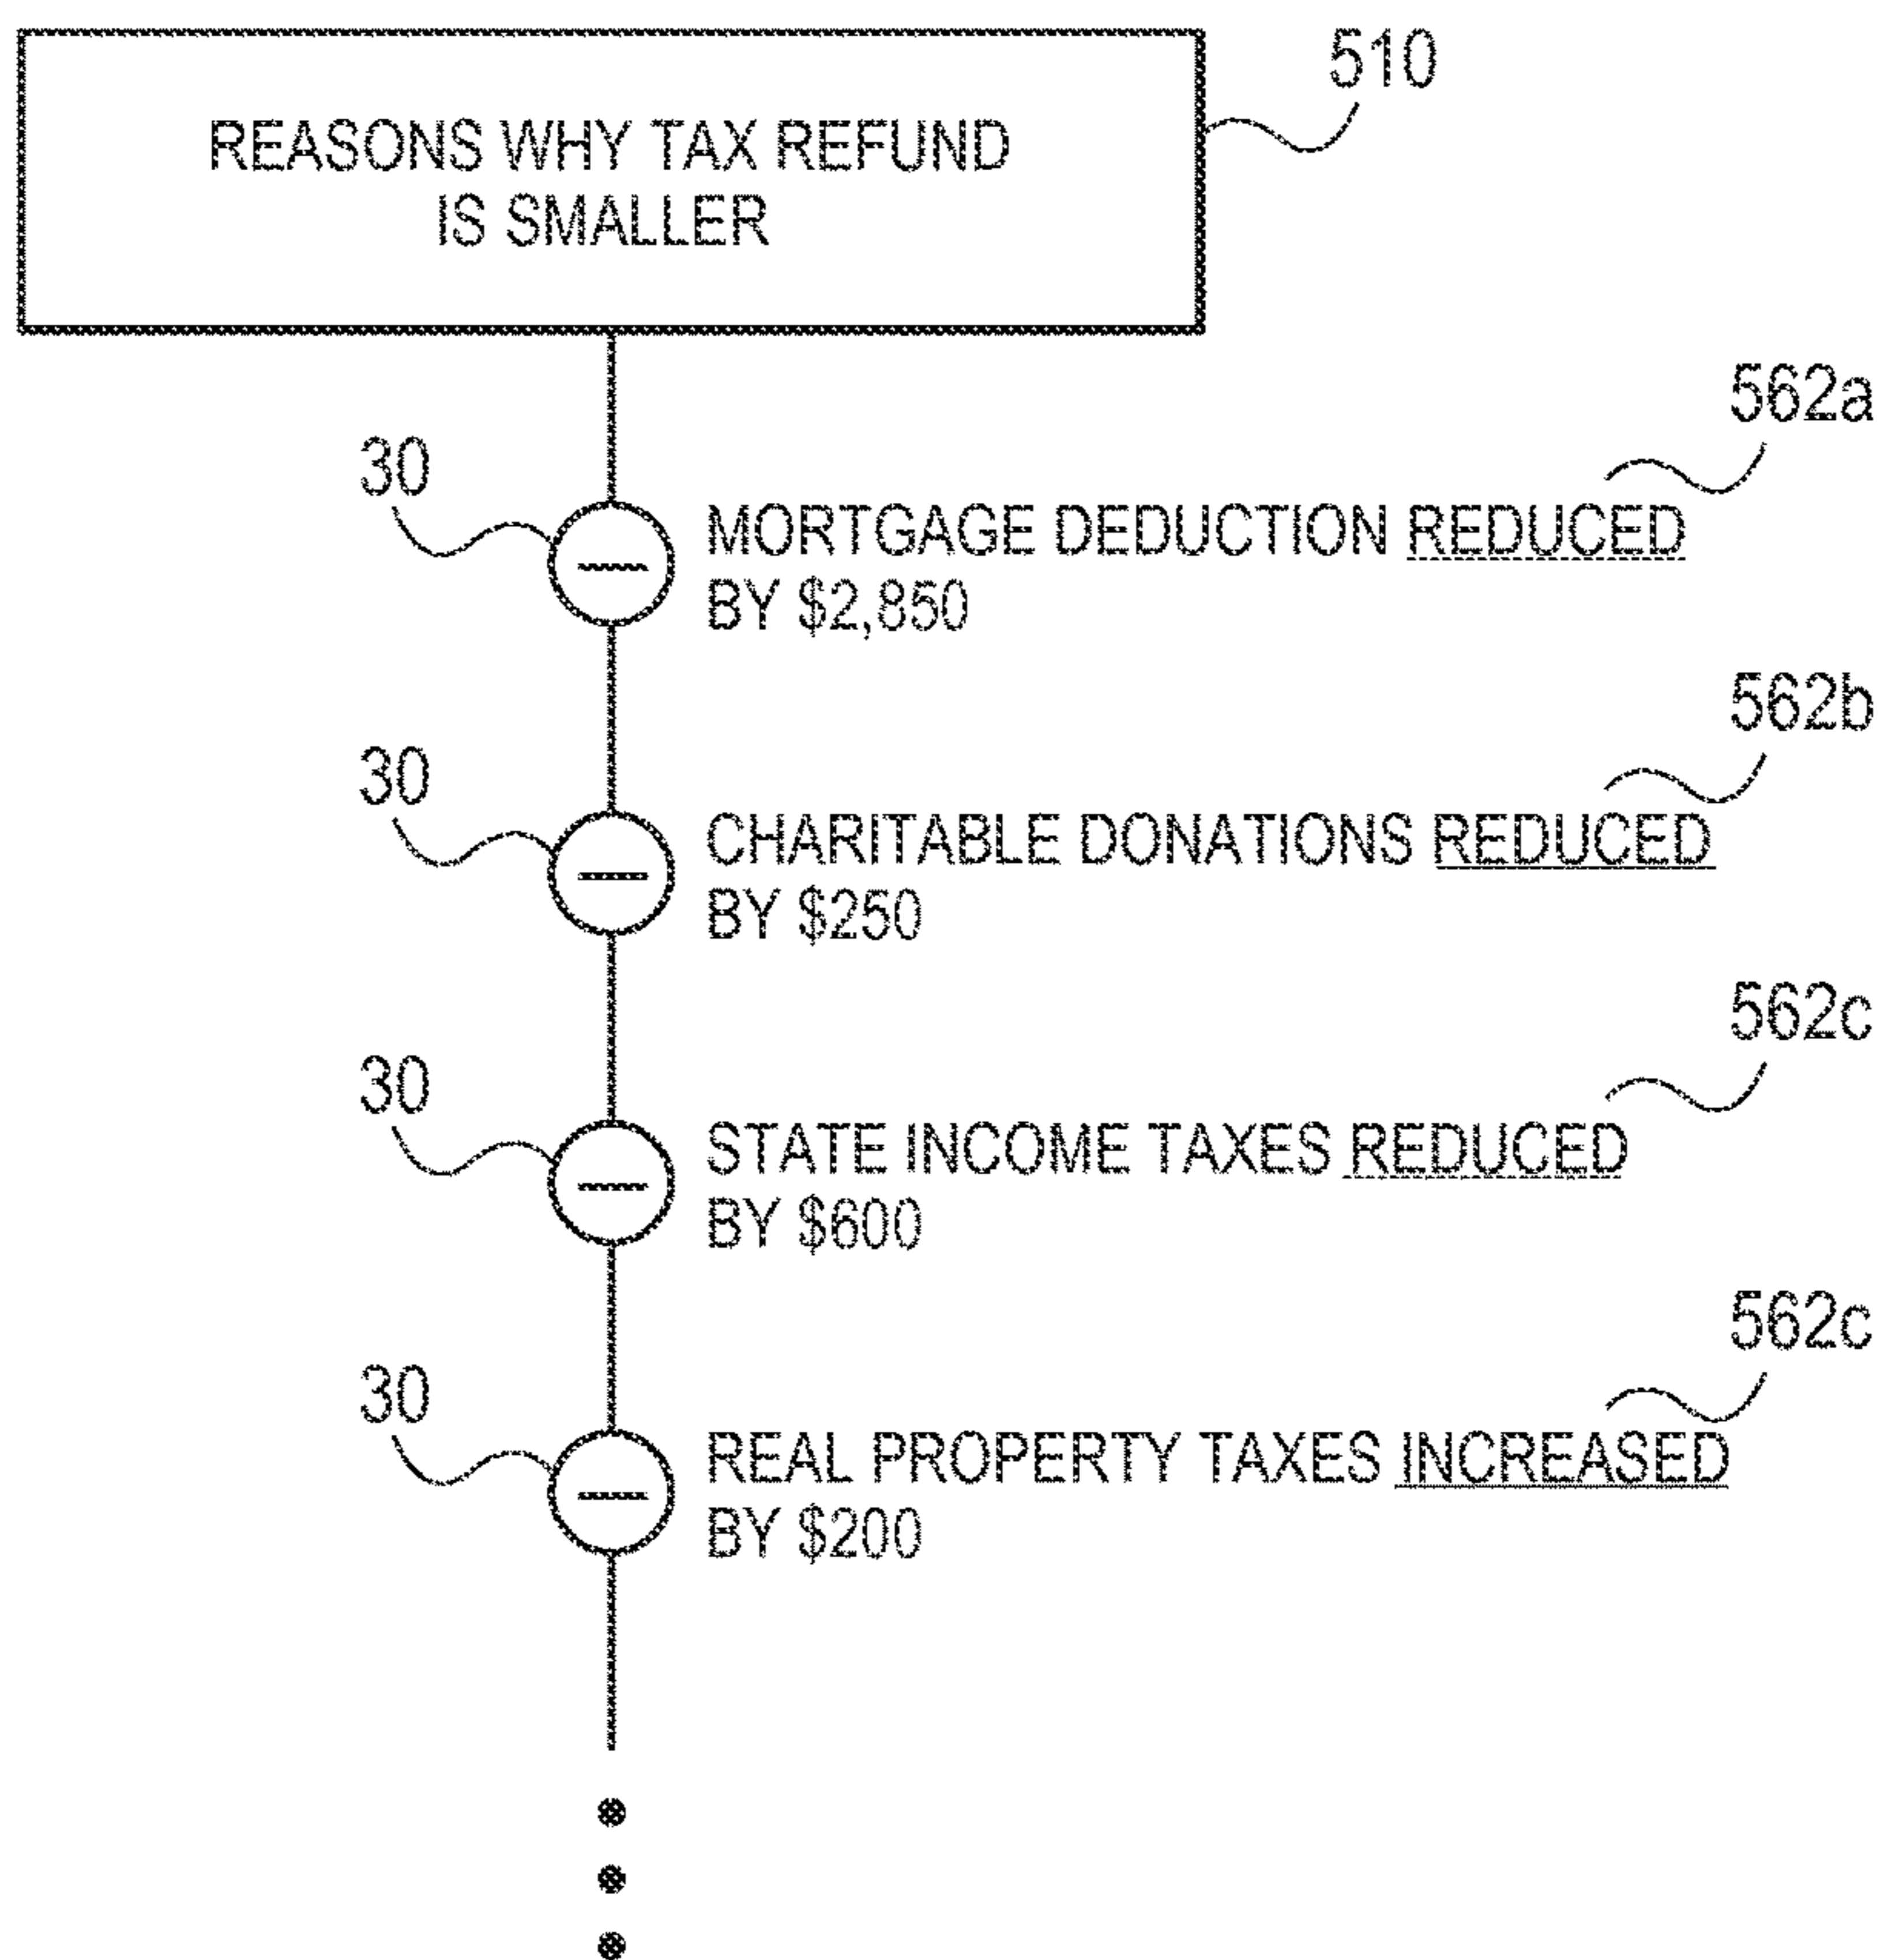 REASONS WHY TAX REFUND
IS SMALLER
510
562a
30
MORTGAGE DEDUCTION REDUCED
BY $2,850
562b
30
CHARITABLE DONATIONS REDUCED
BY $250
562c
30
STATE INCOME TAXES REDUCED
BY $600
562c
30
REAL PROPERTY TAXES INCREASED
BY $200